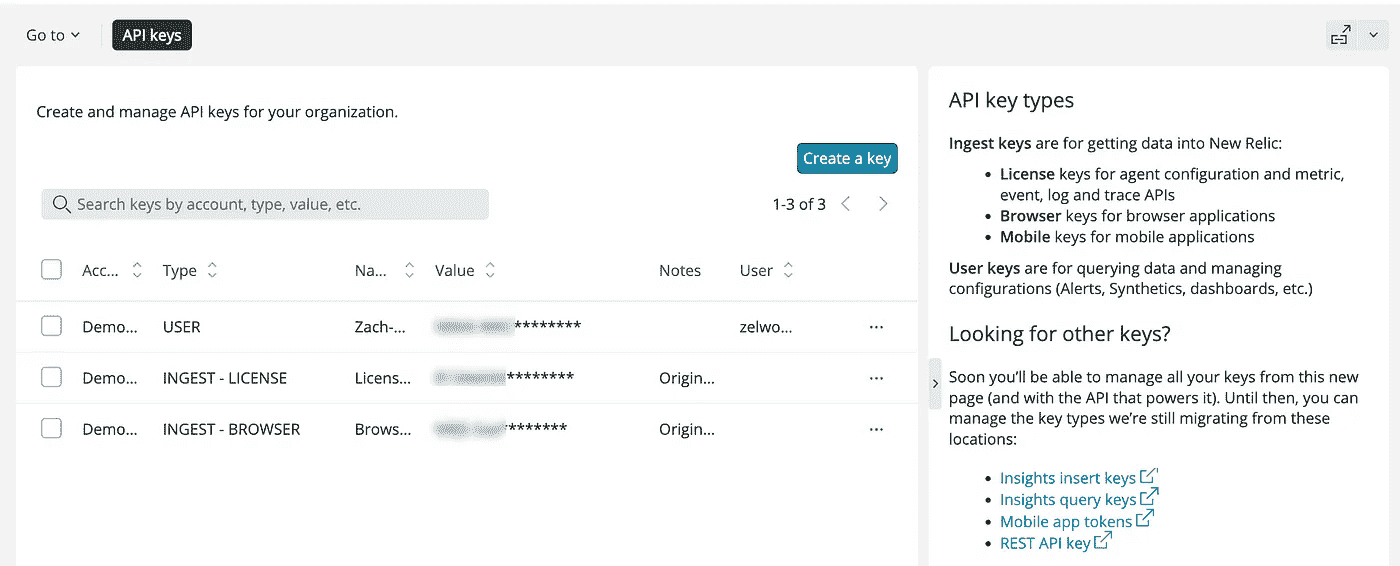 Go to
API keys
Create and manage API keys for your organization.
Create a key
Search keys by account, type, value, etc.
1-3 of 3
Acc... Type Na... Value Notes User
Demo... USER Zach-... ******** zelwo... ...
Demo... INGEST - LICENSE Licens... ******** Origin... ...
Demo... INGEST - BROWSER Brows... ******** Origin... ...
API key types
Ingest keys are for getting data into New Relic:
• License keys for agent configuration and metric,
event, log and trace APIs
• Browser keys for browser applications
• Mobile keys for mobile applications
User keys are for querying data and managing
configurations (Alerts, Synthetics, dashboards, etc.)
Looking for other keys?
Soon you'll be able to manage all your keys from this new
page (and with the API that powers it). Until then, you can
manage the key types we're still migrating from these
locations:
• Insights insert keys
• Insights query keys
• Mobile app tokens
• REST API key